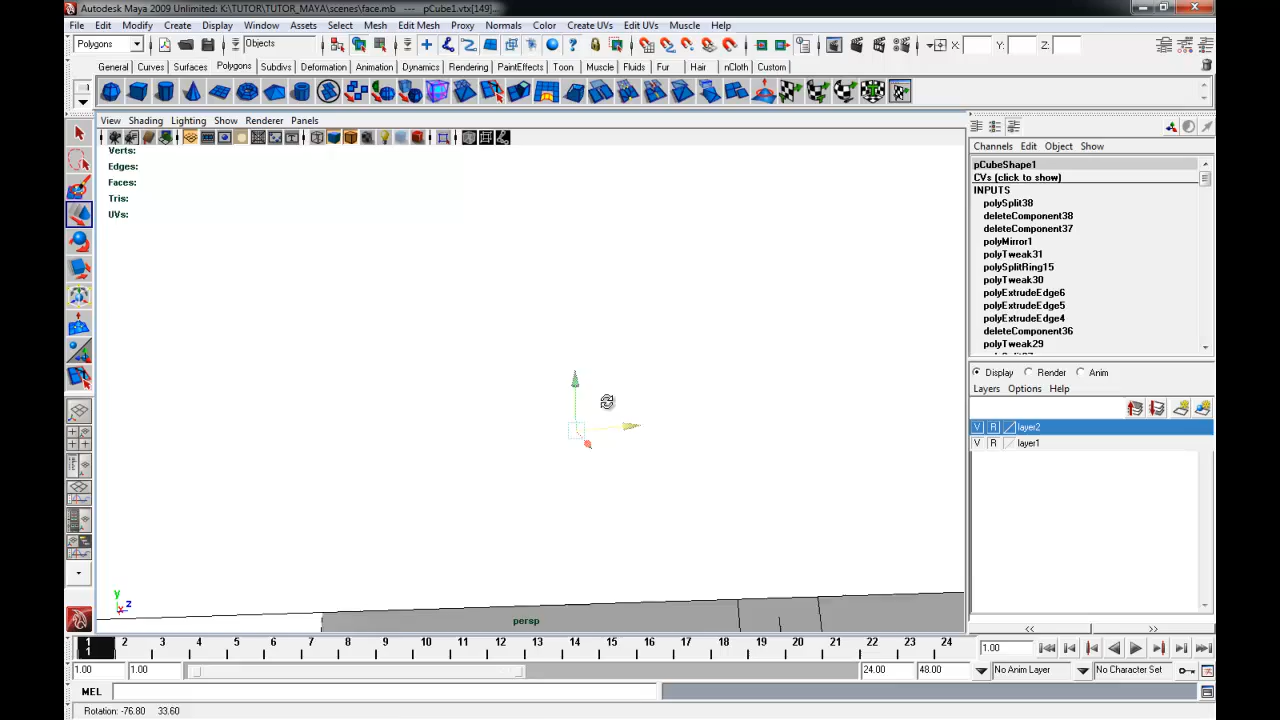 Autodesk Maya 2009 Unlimited: K:\TUTOR\TUTOR_MAYA\scenes\face.mb --- pCube1.vtx[149]...
File Edit Modify Create Display Window Assets Select Mesh Edit Mesh Proxy Normals Color Create UVs Edit UVs Muscle Help
Polygons Objects X: Y: Z:
General Curves Surfaces Polygons Subdivs Deformation Animation Dynamics Rendering PaintEffects Toon Muscle Fluids Fur Hair nCloth Custom
View Shading Lighting Show Renderer Panels
Verts:
Edges:
Faces:
Tris:
UVs:
Channels Edit Object Show
pCubeShape1
CVs (click to show)
INPUTS
polySplit38
deleteComponent38
deleteComponent37
polyMirror1
polyTweak31
polySplitRing15
polyTweak30
polyExtrudeEdge6
polyExtrudeEdge5
polyExtrudeEdge4
deleteComponent36
polyTweak29
Display Render Anim
Layers Options Help
V R layer2
V R layer1
y
x z
persp
<< >>
1 2 3 4 5 6 7 8 9 10 11 12 13 14 15 16 17 18 19 20 21 22 23 24 1.00
1
1.00 1.00 24.00 48.00 No Anim Layer No Character Set
MEL
Rotation: -76.80 33.60